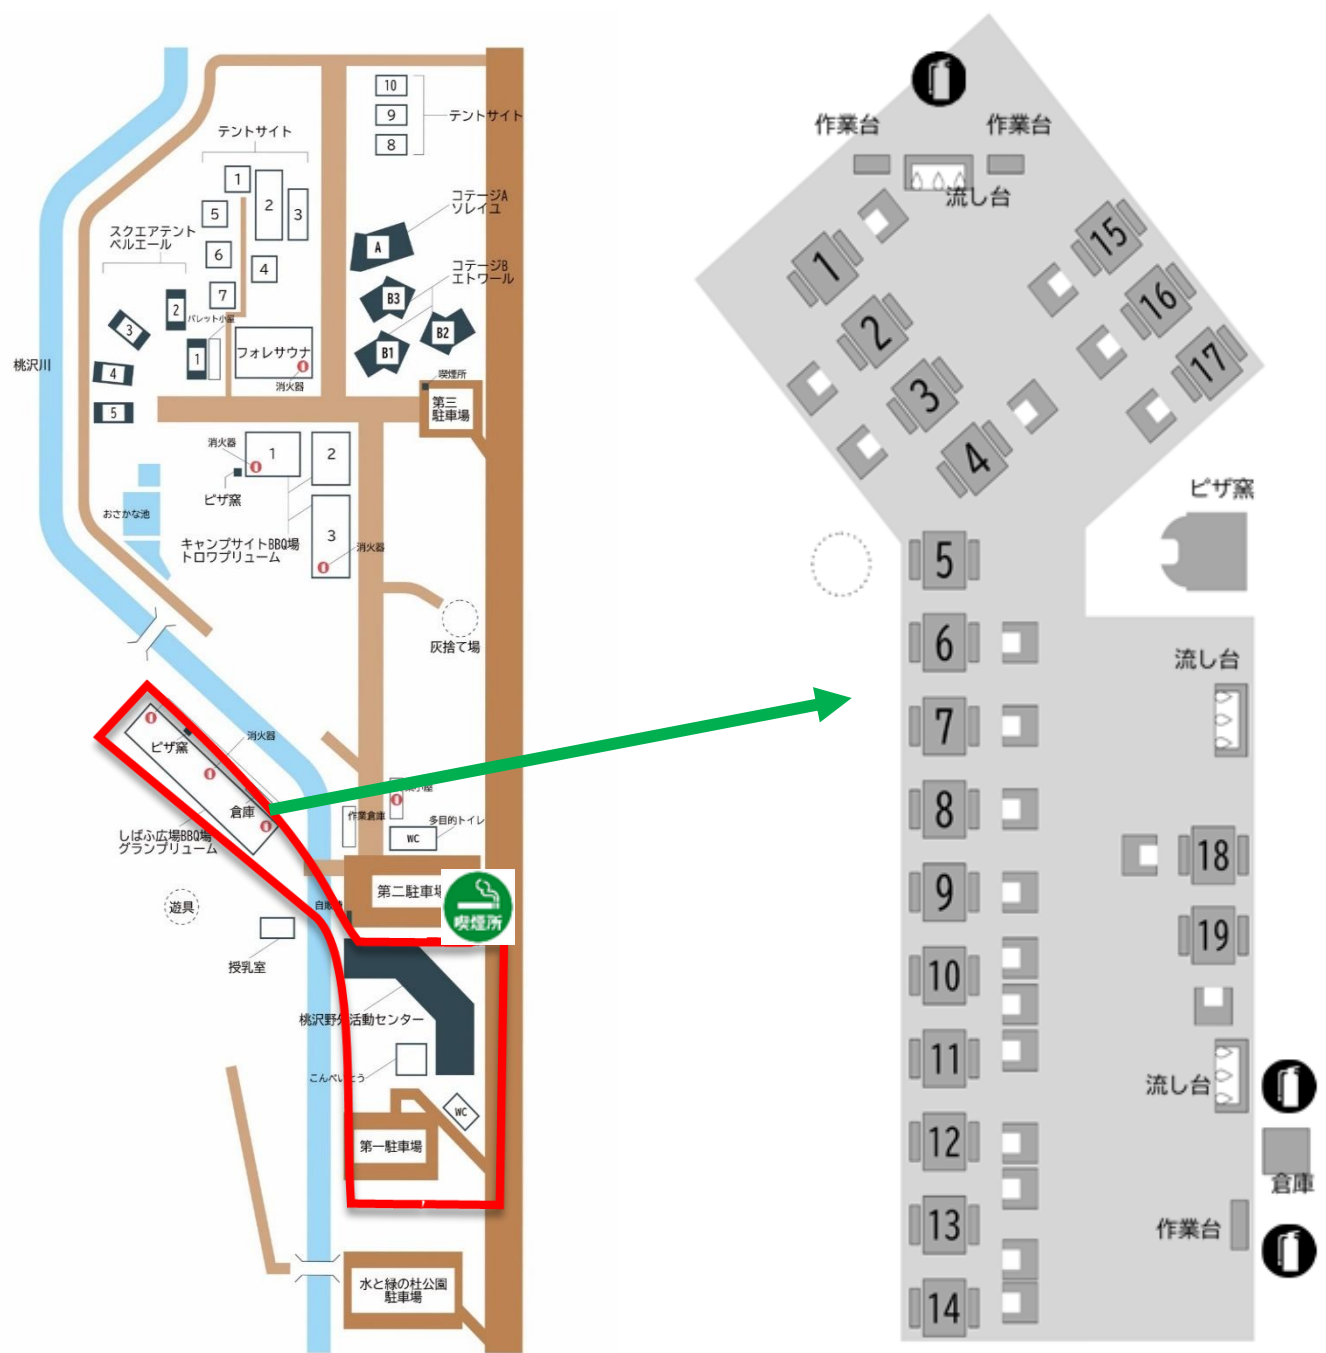 10
9
8
テントサイト
テントサイト
1
2
3
5
6
4
7
コテージA
ソレイユ
A
スクエアテント
ベルエール
コテージB
エトワール
B3
B2
B1
2
3
1
4
5
パレット小屋
フォレサウナ
消火器
喫煙所
第三
駐車場
桃沢川
消火器
1
2
3
ピザ窯
おさかな池
キャンプサイトBBQ場
トロワプリューム
消火器
灰捨て場
ピザ窯
消火器
倉庫
しばふ広場BBQ場
グランプリューム
作業倉庫
小屋
多目的トイレ
WC
第二駐車場
喫煙所
遊具
授乳室
桃沢野外活動センター
こんぺいとう
WC
第一駐車場
水と緑の杜公園
駐車場
作業台
作業台
流し台
1
2
3
4
15
16
17
ピザ窯
5
6
7
8
9
10
11
12
13
14
流し台
18
19
流し台
倉庫
作業台